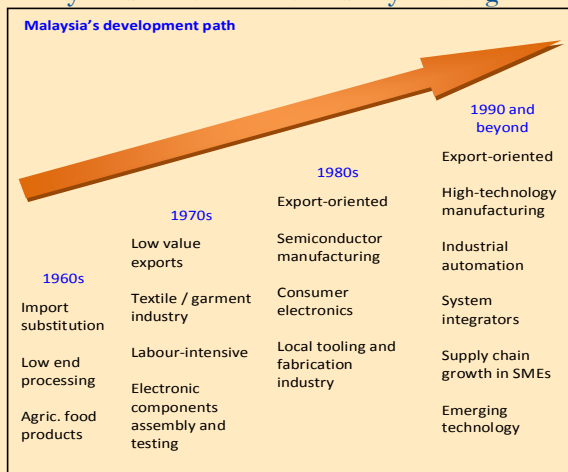 Malaysia's development path
1960s
Import
substitution
Low end
processing
Agric. food
products
1970s
Low value
exports
Textile / garment
industry
Labour-intensive
Electronic
components
assembly and
testing
1980s
Export-oriented
Semiconductor
manufacturing
Consumer
electronics
Local tooling and
fabrication
industry
1990 and
beyond
Export-oriented
High-technology
manufacturing
Industrial
automation
System
integrators
Supply chain
growth in SMEs
Emerging
technology